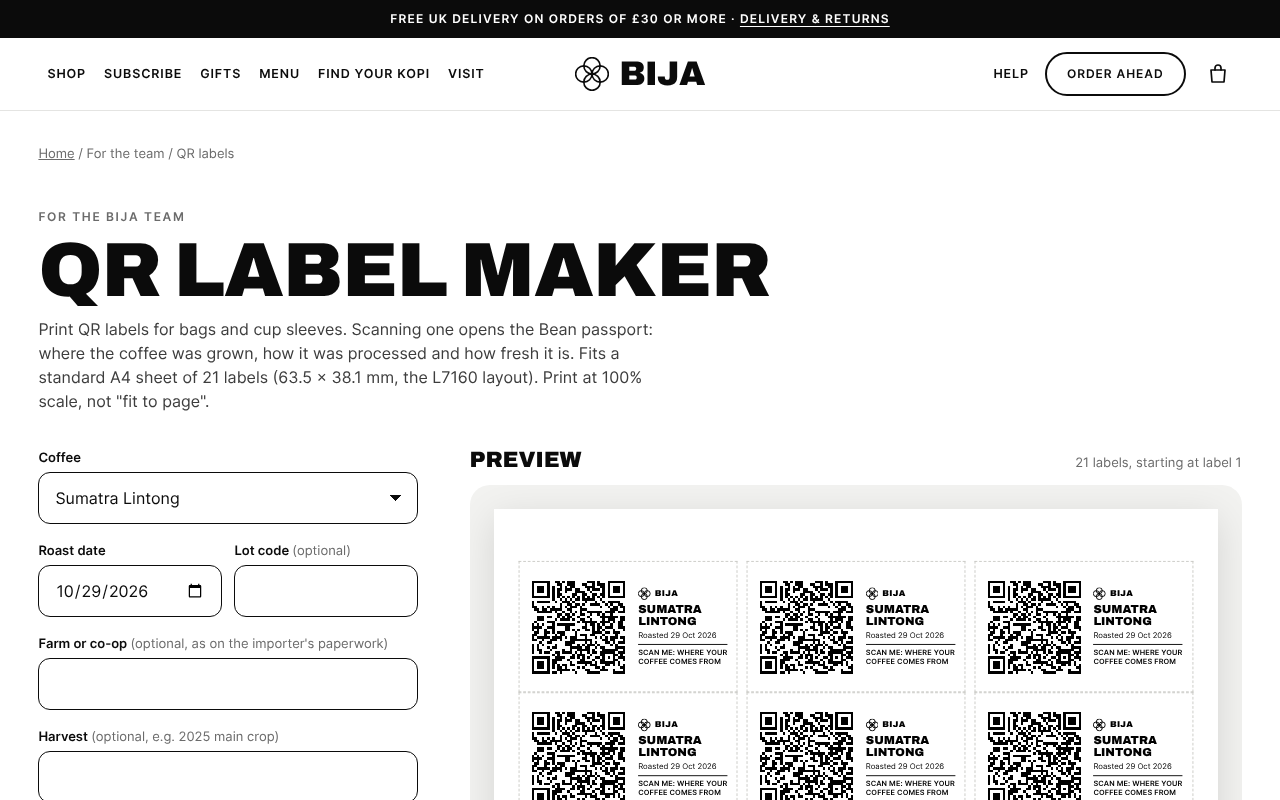 FREE UK DELIVERY ON ORDERS OF £30 OR MORE · DELIVERY & RETURNS
SHOP SUBSCRIBE GIFTS MENU FIND YOUR KOPI VISIT BIJA HELP ORDER AHEAD
Home / For the team / QR labels
FOR THE BIJA TEAM
QR LABEL MAKER
Print QR labels for bags and cup sleeves. Scanning one opens the Bean passport:
where the coffee was grown, how it was processed and how fresh it is. Fits a
standard A4 sheet of 21 labels (63.5 × 38.1 mm, the L7160 layout). Print at 100%
scale, not "fit to page".
Coffee
Sumatra Lintong
Roast date
10/29/2026
Lot code (optional)
Farm or co-op (optional, as on the importer's paperwork)
Harvest (optional, e.g. 2025 main crop)
PREVIEW
21 labels, starting at label 1
BIJA
SUMATRA
LINTONG
Roasted 29 Oct 2026
SCAN ME: WHERE YOUR
COFFEE COMES FROM
BIJA
SUMATRA
LINTONG
Roasted 29 Oct 2026
SCAN ME: WHERE YOUR
COFFEE COMES FROM
BIJA
SUMATRA
LINTONG
Roasted 29 Oct 2026
SCAN ME: WHERE YOUR
COFFEE COMES FROM
BIJA
SUMATRA
LINTONG
Roasted 29 Oct 2026
SCAN ME: WHERE YOUR
COFFEE COMES FROM
BIJA
SUMATRA
LINTONG
Roasted 29 Oct 2026
SCAN ME: WHERE YOUR
COFFEE COMES FROM
BIJA
SUMATRA
LINTONG
Roasted 29 Oct 2026
SCAN ME: WHERE YOUR
COFFEE COMES FROM